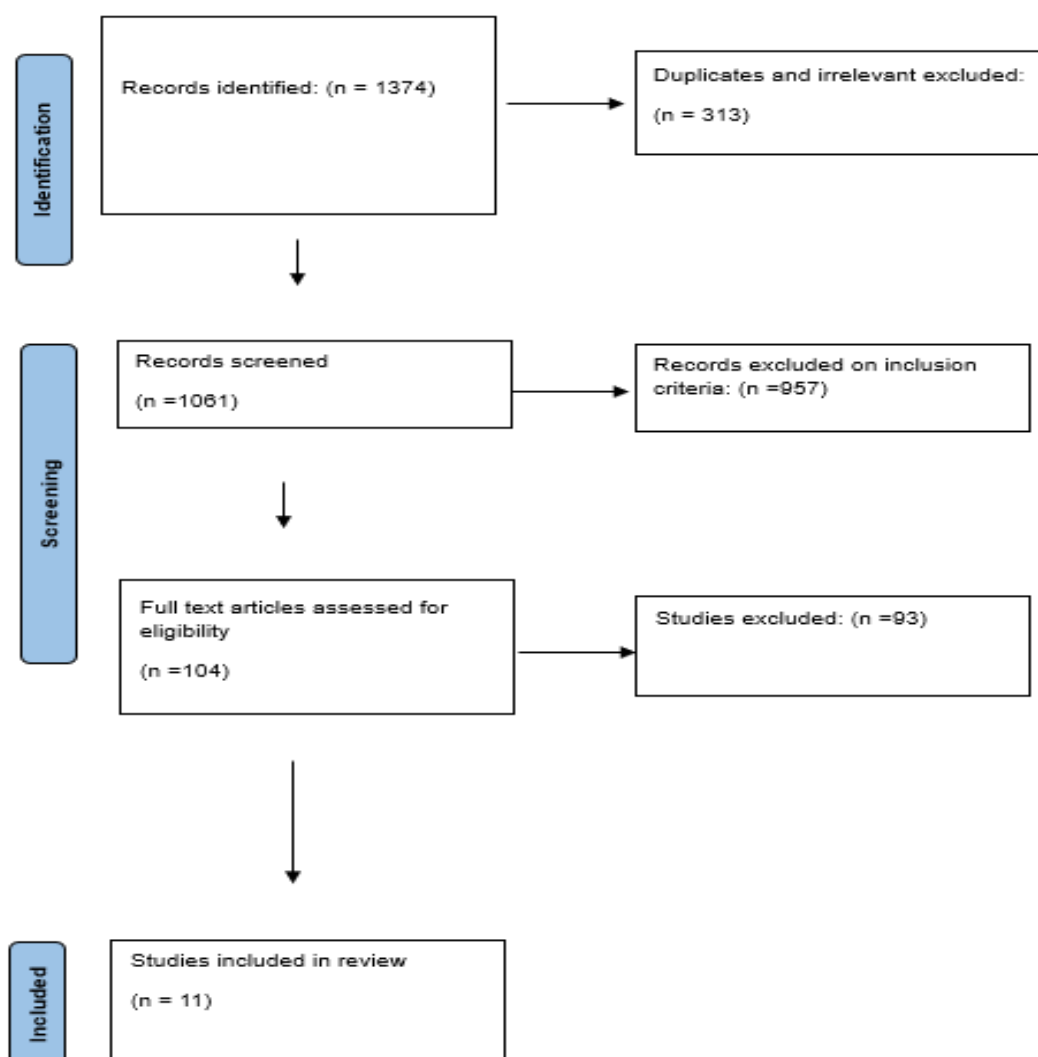 Identification
Records identified: (n = 1374)
Duplicates and irrelevant excluded:
(n = 313)
Screening
Records screened
(n =1061)
Records excluded on inclusion
criteria: (n =957)
Full text articles assessed for
eligibility
(n =104)
Studies excluded: (n =93)
Included
Studies included in review
(n = 11)